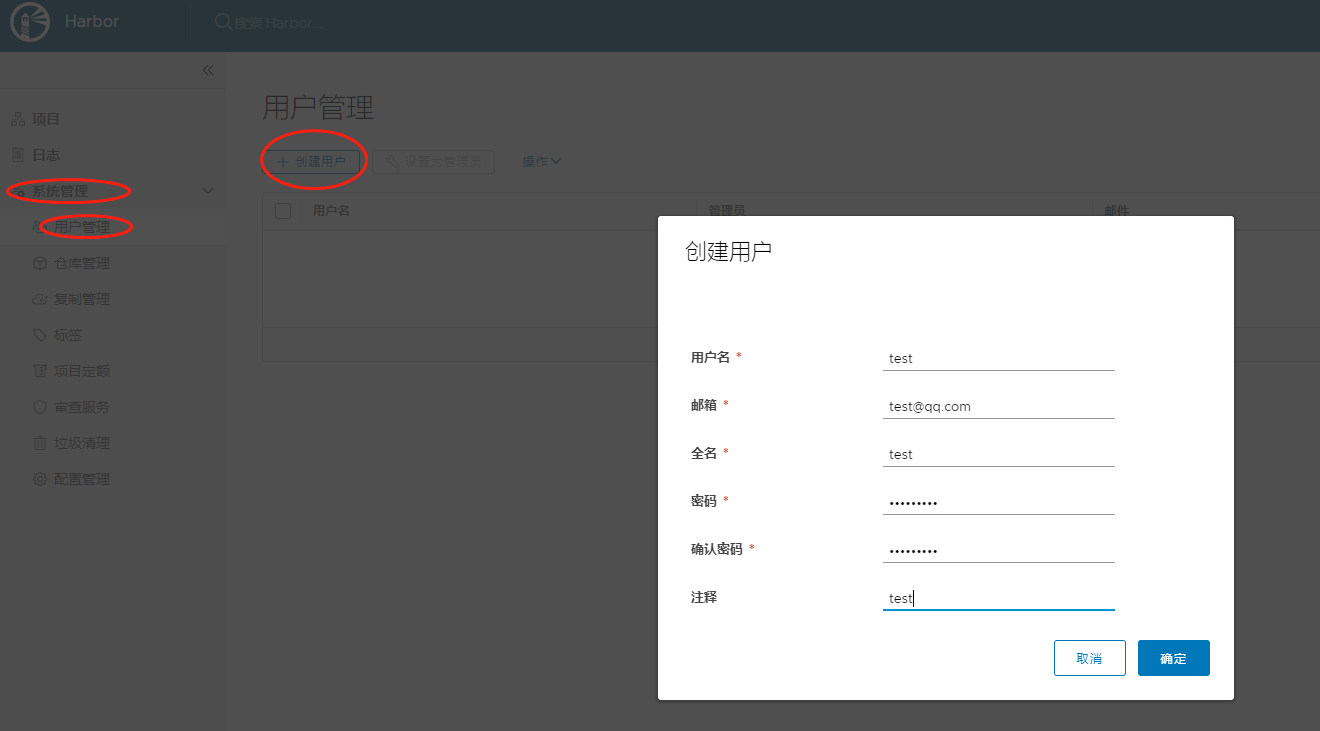 Harbor
搜索 Harbor...
项目
日志
系统管理
用户管理
仓库管理
复制管理
标签
项目定额
审查服务
垃圾清理
配置管理
用户管理
+ 创建用户
设置为管理员
操作
用户名
管理员
邮件
创建用户
用户名 *
test
邮箱 *
test@qq.com
全名 *
test
密码 *
•••••••••
确认密码 *
•••••••••
注释
test
取消
确定